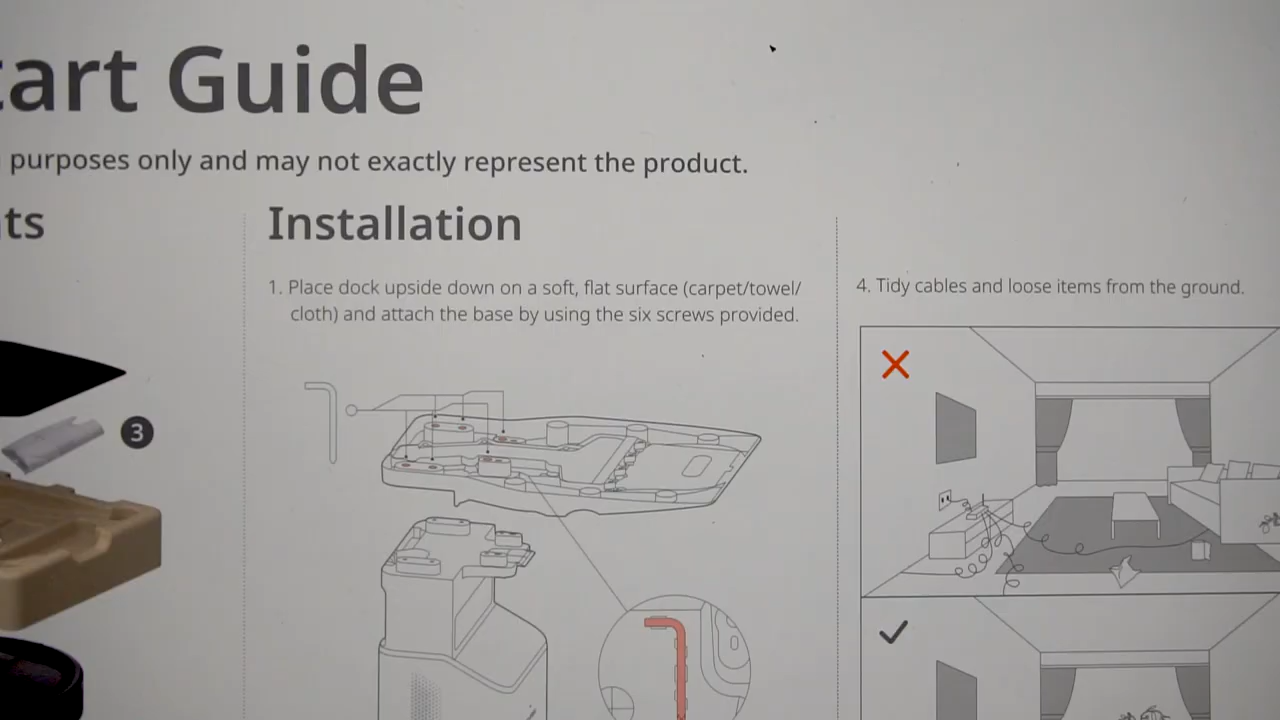 tart Guide
purposes only and may not exactly represent the product.
ts
Installation
1. Place dock upside down on a soft, flat surface (carpet/towel/
cloth) and attach the base by using the six screws provided.
4. Tidy cables and loose items from the ground.
3